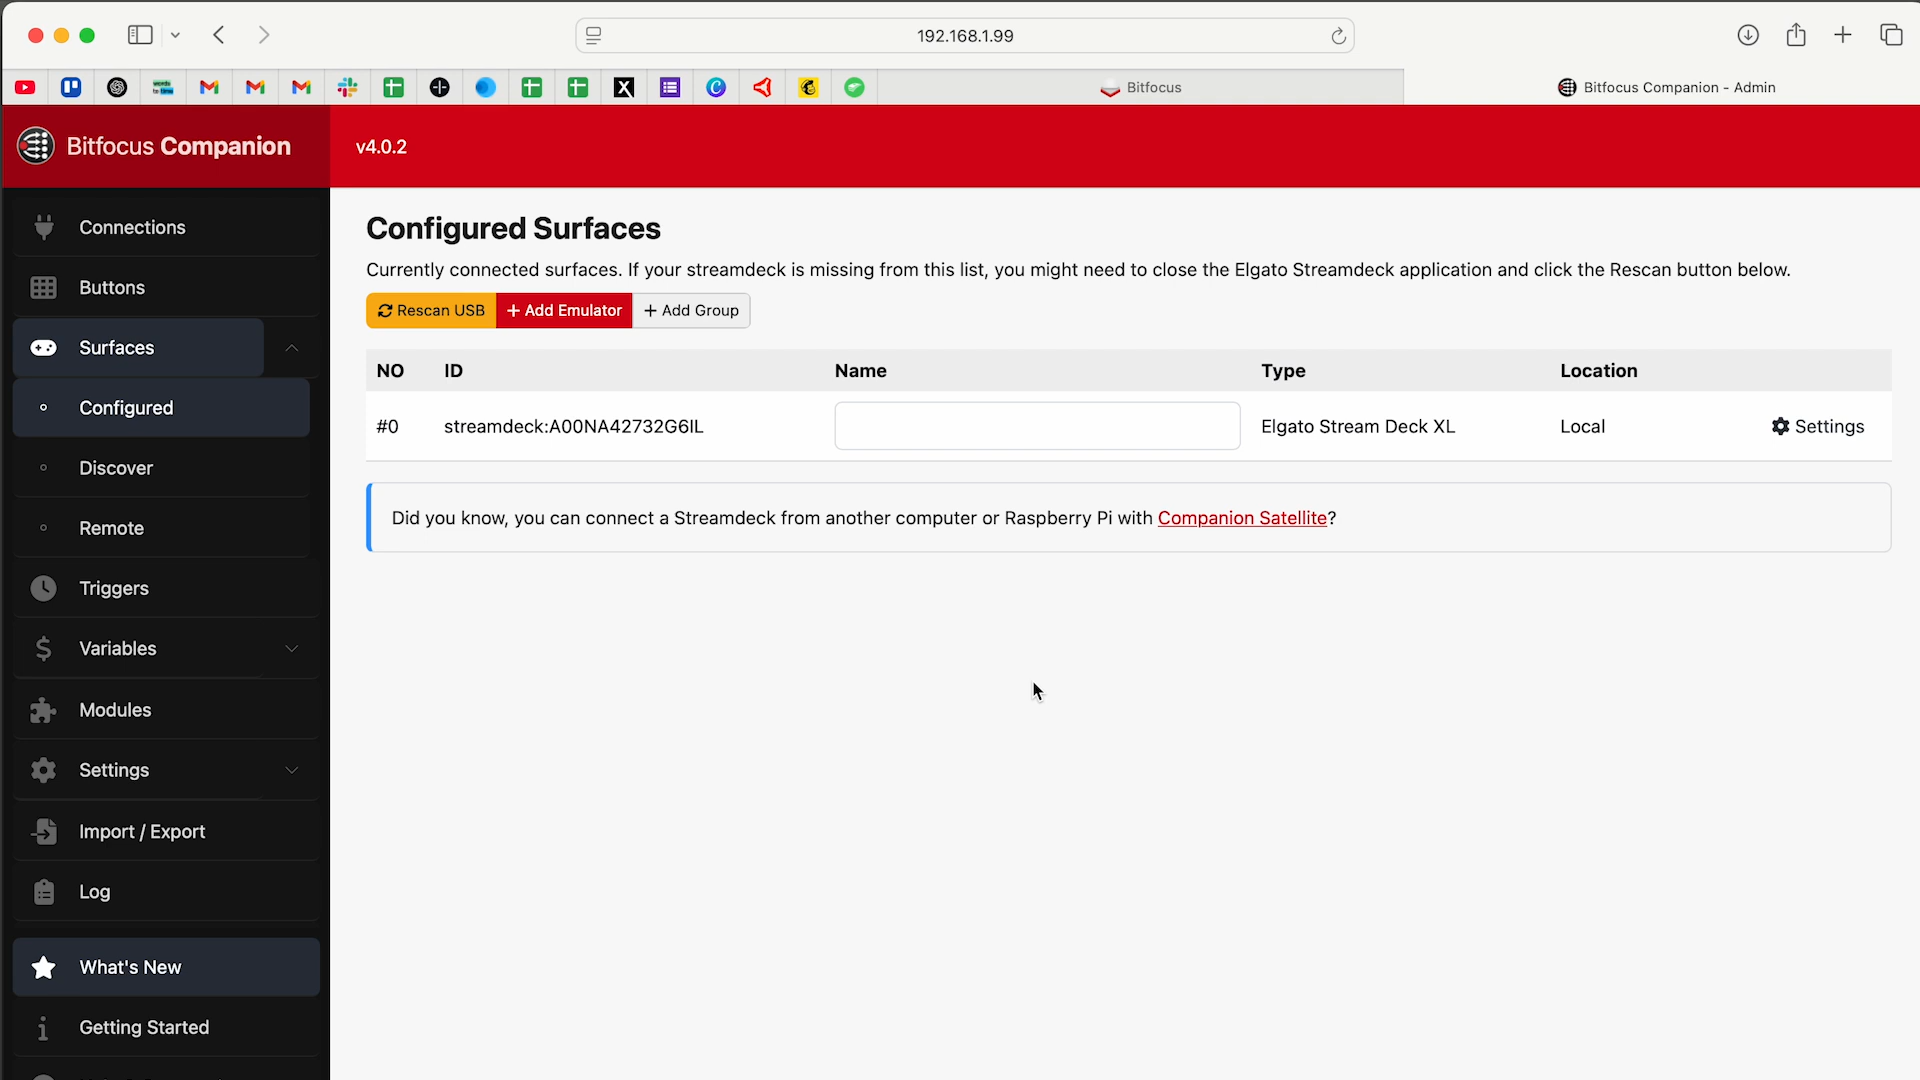 192.168.1.99
words to time
Bitfocus
Bitfocus Companion - Admin
Bitfocus Companion
v4.0.2
Connections
Buttons
Surfaces
Configured
Discover
Remote
Triggers
Variables
Modules
Settings
Import / Export
Log
What's New
Getting Started
Configured Surfaces
Currently connected surfaces. If your streamdeck is missing from this list, you might need to close the Elgato Streamdeck application and click the Rescan button below.
Rescan USB + Add Emulator + Add Group
NO ID Name Type Location
#0 streamdeck:A00NA42732G6IL Elgato Stream Deck XL Local Settings
Did you know, you can connect a Streamdeck from another computer or Raspberry Pi with Companion Satellite?